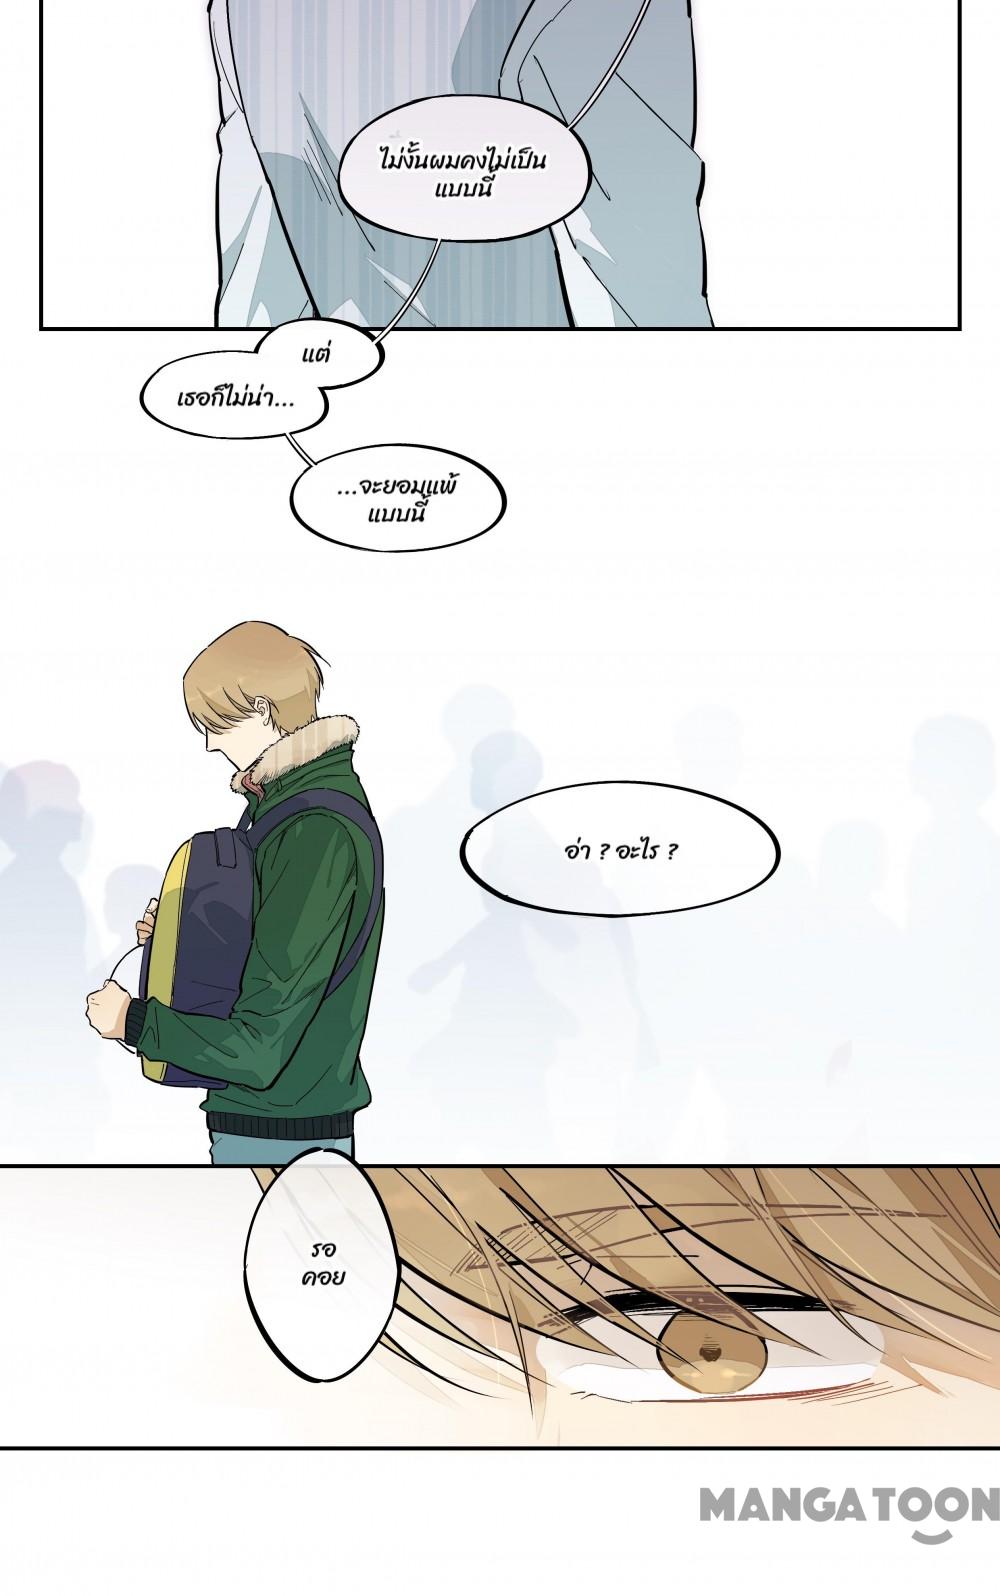 ไม่งั้นผมคงไม่เป็น
แบบนี้
แต่
เธอก็ไม่น่า...
...จะยอมแพ้
แบบนี้
อ่า ? อะไร ?
รอ
คอย
MANGATOON